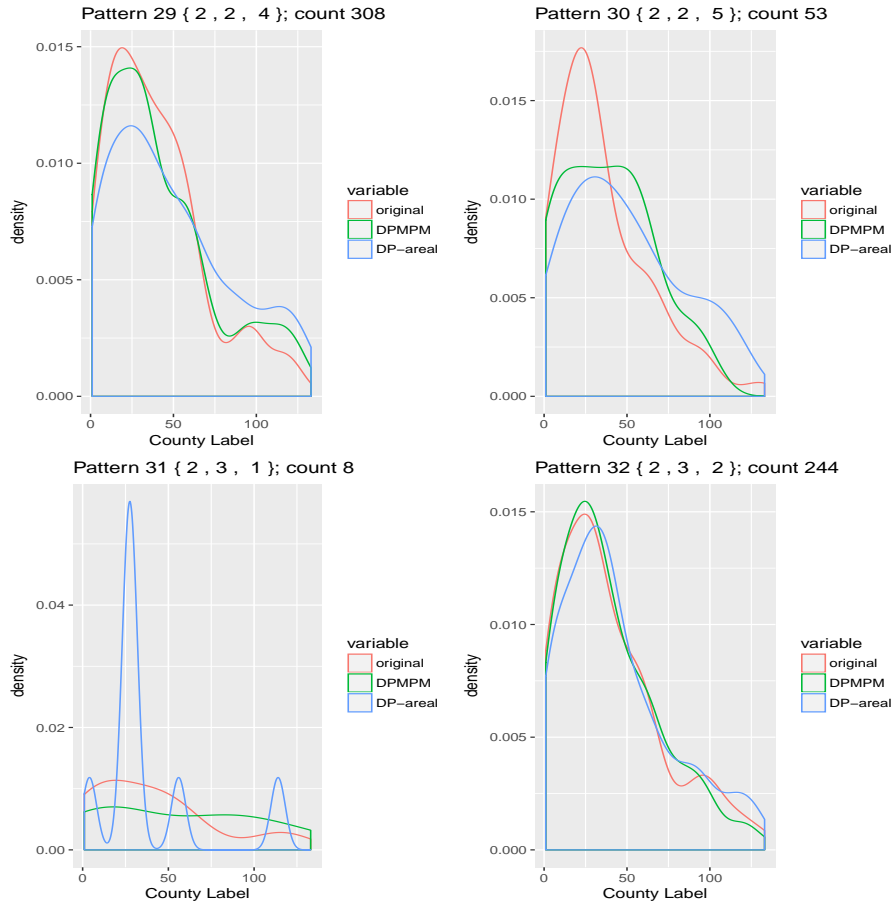 Pattern 29 { 2 , 2 , 4 }; count 308
0.015
0.010
0.005
0.000
density
0
50
100
County Label
variable
original
DPMPM
DP−areal
Pattern 30 { 2 , 2 , 5 }; count 53
0.015
0.010
0.005
0.000
density
0
50
100
County Label
variable
original
DPMPM
DP−areal
Pattern 31 { 2 , 3 , 1 }; count 8
0.04
0.02
0.00
density
0
50
100
County Label
variable
original
DPMPM
DP−areal
Pattern 32 { 2 , 3 , 2 }; count 244
0.015
0.010
0.005
0.000
density
0
50
100
County Label
variable
original
DPMPM
DP−areal